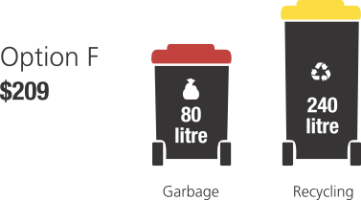 Option F
$209
80
litre
240
litre
Garbage
Recycling